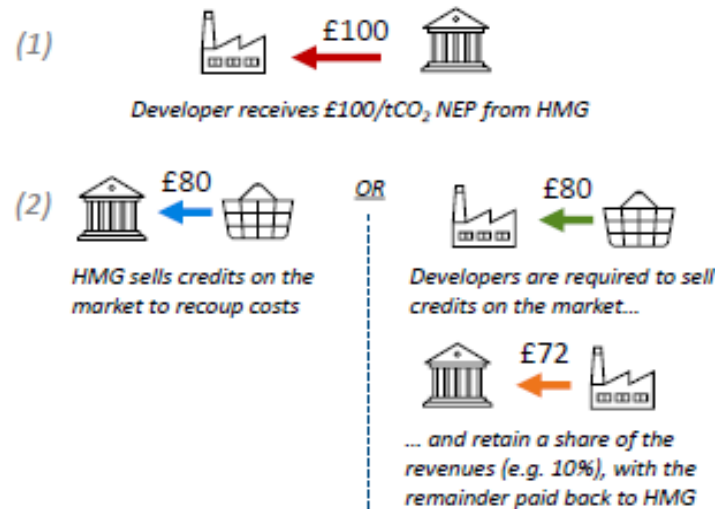 (1)
£100
Developer receives £100/tCO₂ NEP from HMG
(2)
£80
HMG sells credits on the
market to recoup costs
OR
£80
Developers are required to sell
credits on the market...
£72
... and retain a share of the
revenues (e.g. 10%), with the
remainder paid back to HMG